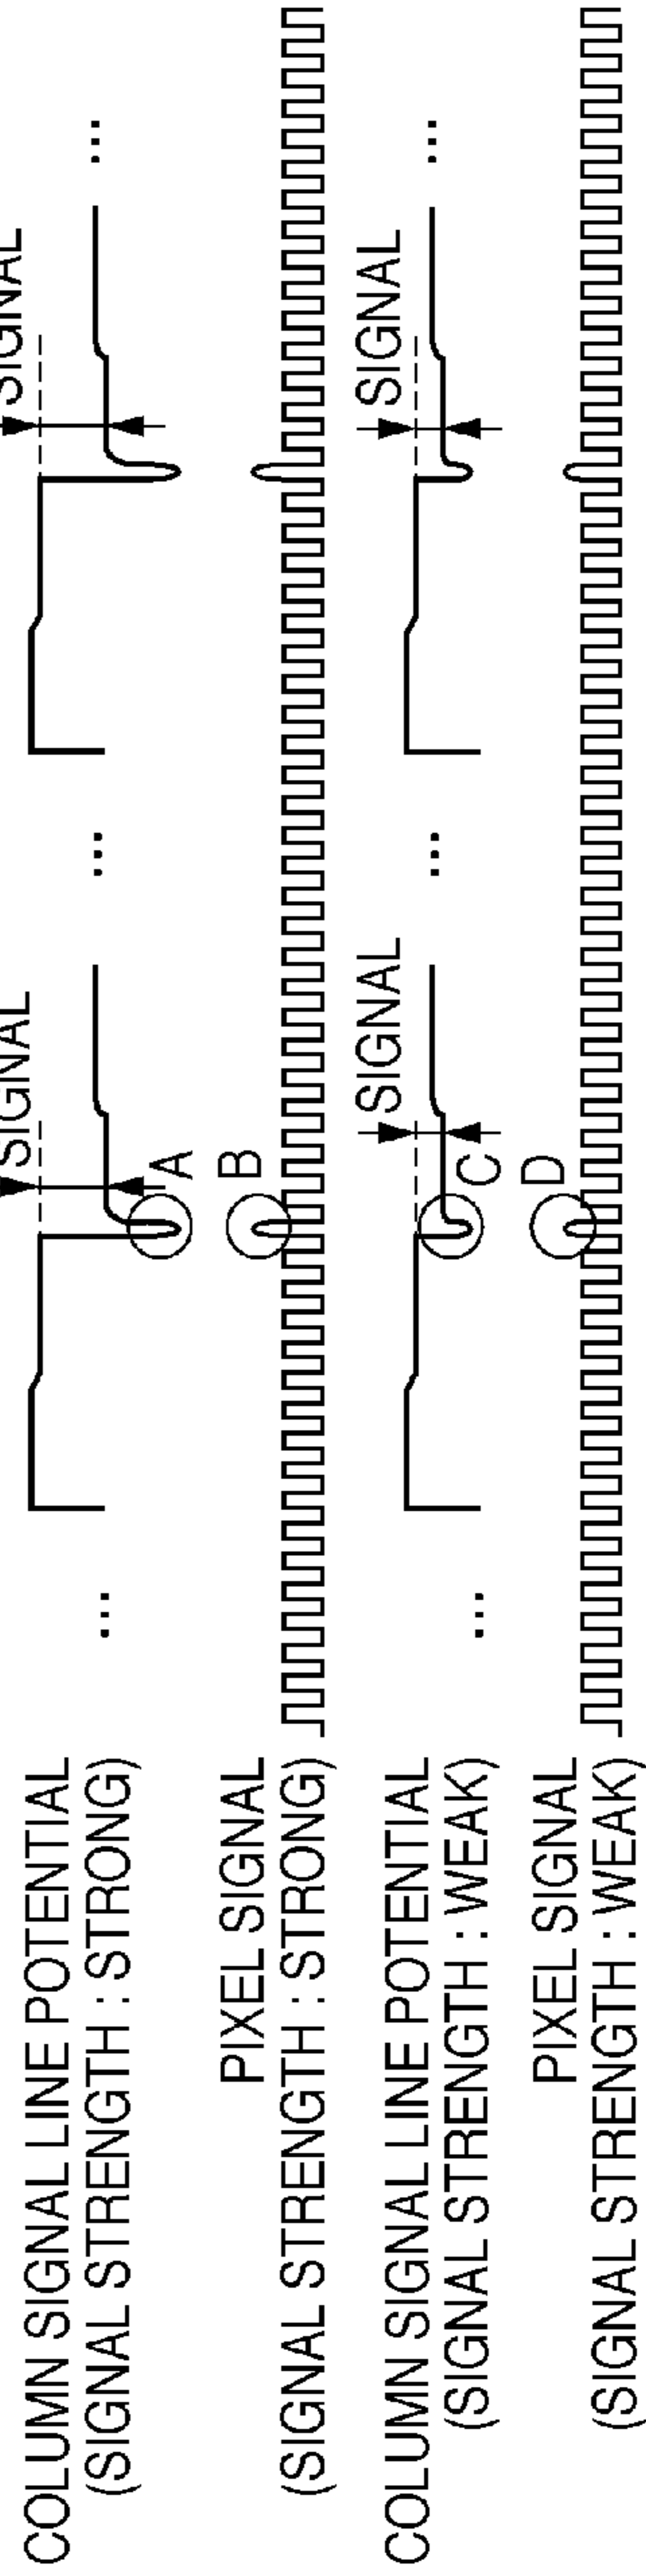 SIGNAL
SIGNAL
COLUMN SIGNAL LINE POTENTIAL
(SIGNAL STRENGTH : STRONG)
A
B
PIXEL SIGNAL
(SIGNAL STRENGTH : STRONG)
SIGNAL
SIGNAL
COLUMN SIGNAL LINE POTENTIAL
(SIGNAL STRENGTH : WEAK)
C
D
PIXEL SIGNAL
(SIGNAL STRENGTH : WEAK)